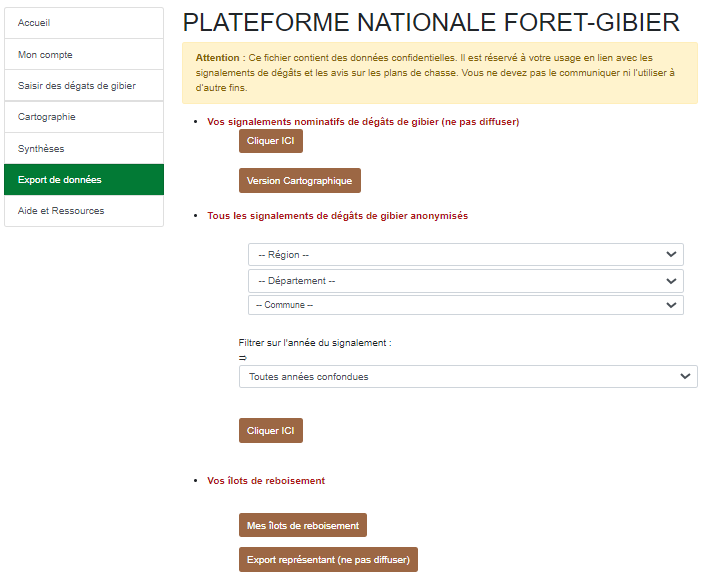 Accueil
Mon compte
Saisir des dégats de gibier
Cartographie
Synthèses
Export de données
Aide et Ressources
PLATEFORME NATIONALE FORET-GIBIER
Attention : Ce fichier contient des données confidentielles. Il est réservé à votre usage en lien avec les
signalements de dégâts et les avis sur les plans de chasse. Vous ne devez pas le communiquer ni l'utiliser à
d'autre fins.
• Vos signalements nominatifs de dégâts de gibier (ne pas diffuser)
Cliquer ICI
Version Cartographique
• Tous les signalements de dégâts de gibier anonymisés
-- Région --
-- Département --
-- Commune --
Filtrer sur l'année du signalement :
⇨
Toutes années confondues
Cliquer ICI
• Vos îlots de reboisement
Mes îlots de reboisement
Export représentant (ne pas diffuser)